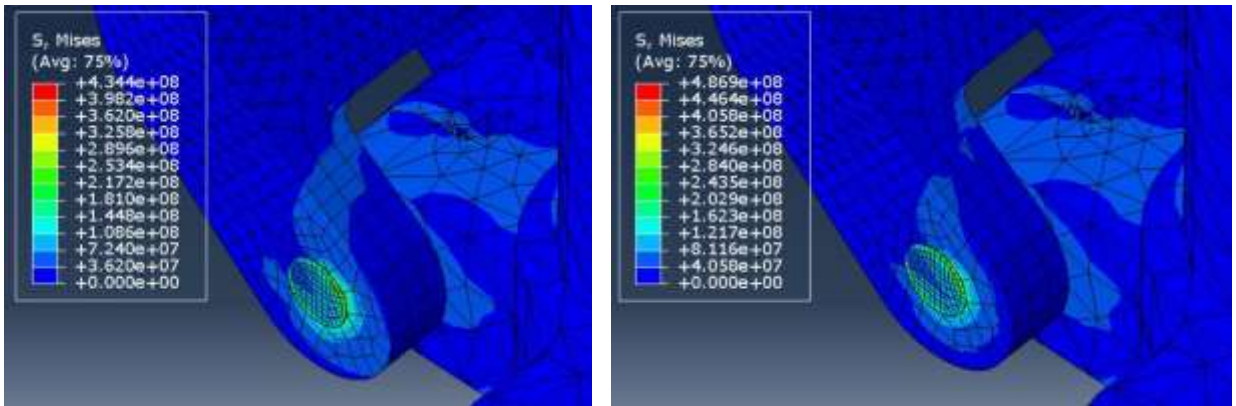 S, Mises
(Avg: 75%)
+4.344e+08
+3.982e+08
+3.620e+08
+3.258e+08
+2.896e+08
+2.534e+08
+2.172e+08
+1.810e+08
+1.448e+08
+1.086e+08
+7.240e+07
+3.620e+07
+0.000e+00
S, Mises
(Avg: 75%)
+4.869e+08
+4.464e+08
+4.058e+08
+3.652e+08
+3.246e+08
+2.840e+08
+2.435e+08
+2.029e+08
+1.623e+08
+1.217e+08
+8.116e+07
+4.058e+07
+0.000e+00